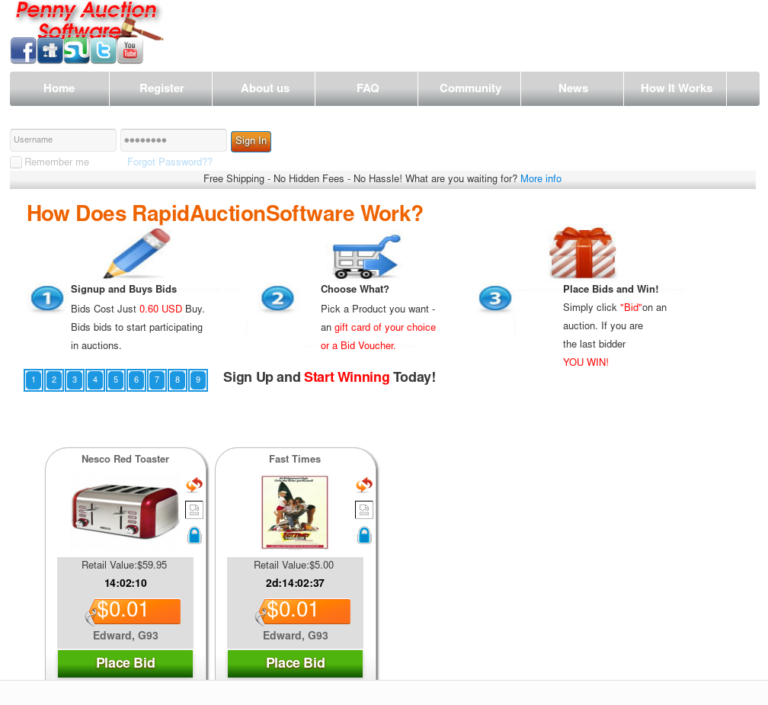 Penny Auction
Software
You
Tube
Home Register About us FAQ Community News How It Works
Username ●●●●●●●● Sign In
Remember me Forgot Password??
Free Shipping - No Hidden Fees - No Hassle! What are you waiting for? More info
How Does RapidAuctionSoftware Work?
1 Signup and Buys Bids
Bids Cost Just 0.60 USD Buy.
Bids bids to start participating
in auctions.
2 Choose What?
Pick a Product you want -
an gift card of your choice
or a Bid Voucher.
3 Place Bids and Win!
Simply click "Bid"on an
auction. If you are
the last bidder
YOU WIN!
1 2 3 4 5 6 7 8 9
Sign Up and Start Winning Today!
Nesco Red Toaster
Retail Value:$59.95
14:02:10
$0.01
Edward, G93
Place Bid
Fast Times
Retail Value:$5.00
2d:14:02:37
$0.01
Edward, G93
Place Bid